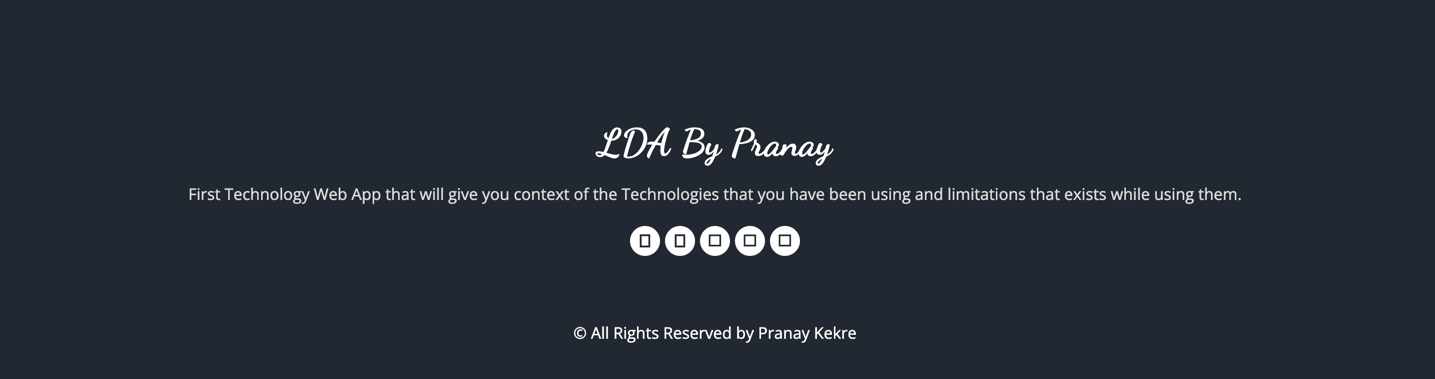 LDA By Pranay
First Technology Web App that will give you context of the Technologies that you have been using and limitations that exists while using them.
© All Rights Reserved by Pranay Kekre